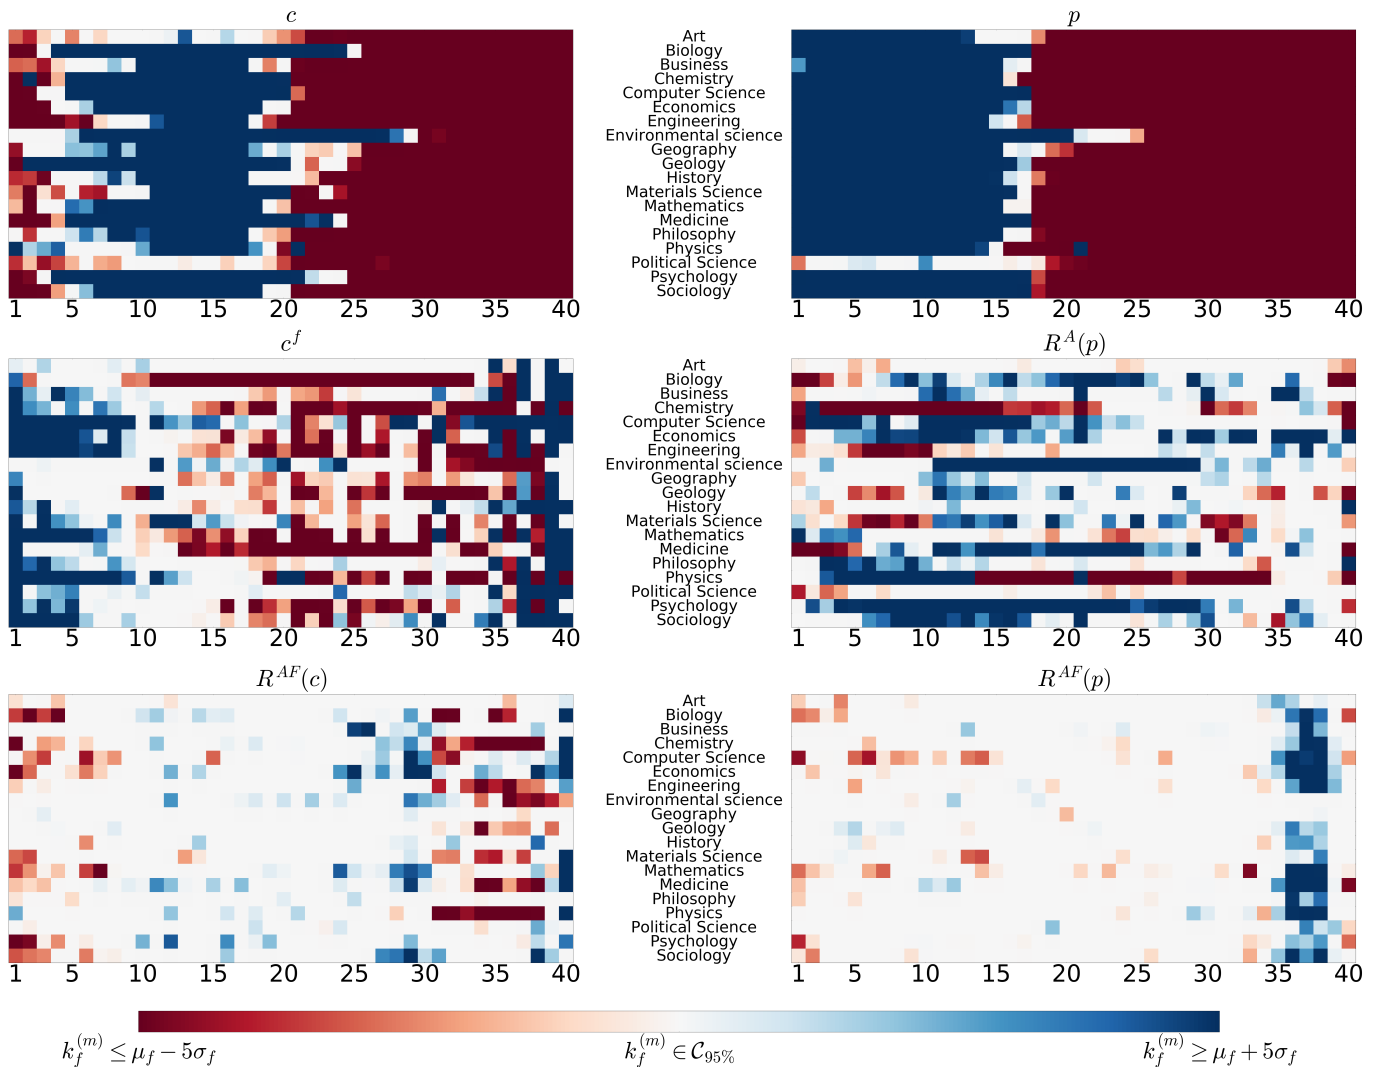 c p
Art
Biology
Business
Chemistry
Computer Science
Economics
Engineering
Environmental science
Geography
Geology
History
Materials Science
Mathematics
Medicine
Philosophy
Physics
Political Science
Psychology
Sociology
1 5 10 15 20 25 30 35 40 1 5 10 15 20 25 30 35 40
c^f R^A(p)
Art
Biology
Business
Chemistry
Computer Science
Economics
Engineering
Environmental science
Geography
Geology
History
Materials Science
Mathematics
Medicine
Philosophy
Physics
Political Science
Psychology
Sociology
1 5 10 15 20 25 30 35 40 1 5 10 15 20 25 30 35 40
R^{AF}(c) R^{AF}(p)
Art
Biology
Business
Chemistry
Computer Science
Economics
Engineering
Environmental science
Geography
Geology
History
Materials Science
Mathematics
Medicine
Philosophy
Physics
Political Science
Psychology
Sociology
1 5 10 15 20 25 30 35 40 1 5 10 15 20 25 30 35 40
k_f^{(m)} ≤ μ_f − 5σ_f k_f^{(m)} ∈ 𝒞_{95%} k_f^{(m)} ≥ μ_f + 5σ_f